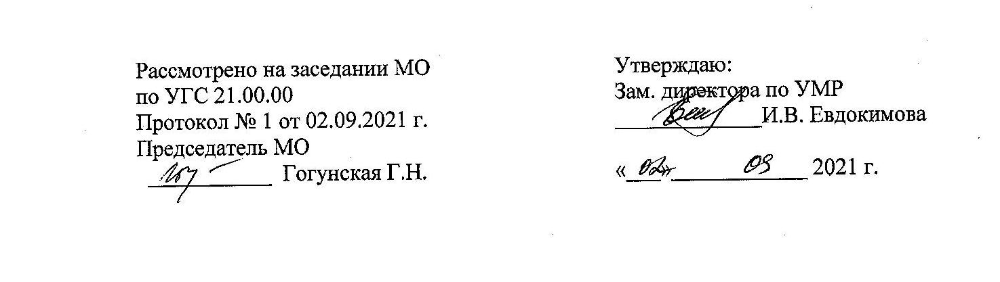 Рассмотрено на заседании МО
по УГС 21.00.00
Протокол № 1 от 02.09.2021 г.
Председатель МО
Гогунская Г.Н.
Утверждаю:
Зам. директора по УМР
И.В. Евдокимова
«02» 09 2021 г.